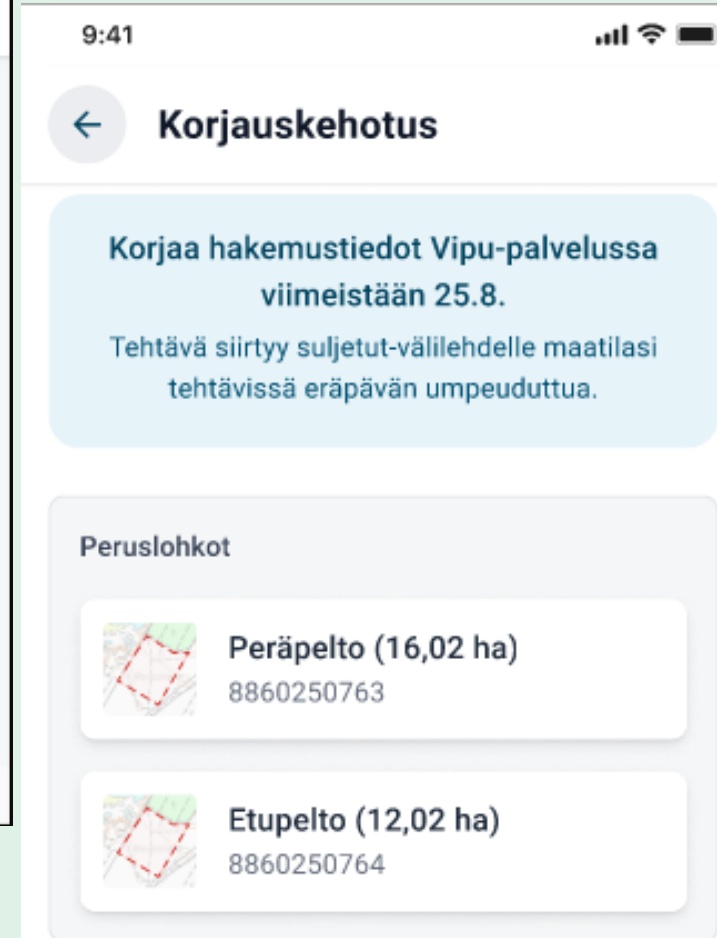 9:41
Korjauskehotus
Korjaa hakemustiedot Vipu-palvelussa
viimeistään 25.8.
Tehtävä siirtyy suljetut-välilehdelle maatilasi
tehtävissä eräpävän umpeuduttua.
Peruslohkot
Peräpelto (16,02 ha)
8860250763
Etupelto (12,02 ha)
8860250764